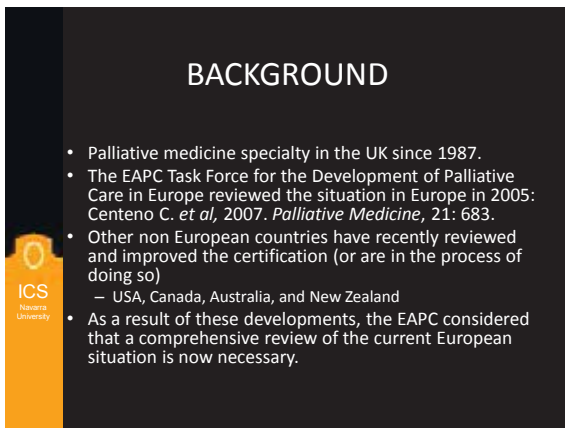 BACKGROUND
• Palliative medicine specialty in the UK since 1987.
• The EAPC Task Force for the Development of Palliative
Care in Europe reviewed the situation in Europe in 2005:
Centeno C. et al, 2007. Palliative Medicine, 21: 683.
• Other non European countries have recently reviewed
and improved the certification (or are in the process of
doing so)
– USA, Canada, Australia, and New Zealand
• As a result of these developments, the EAPC considered
that a comprehensive review of the current European
situation is now necessary.
ICS
Navarra
University